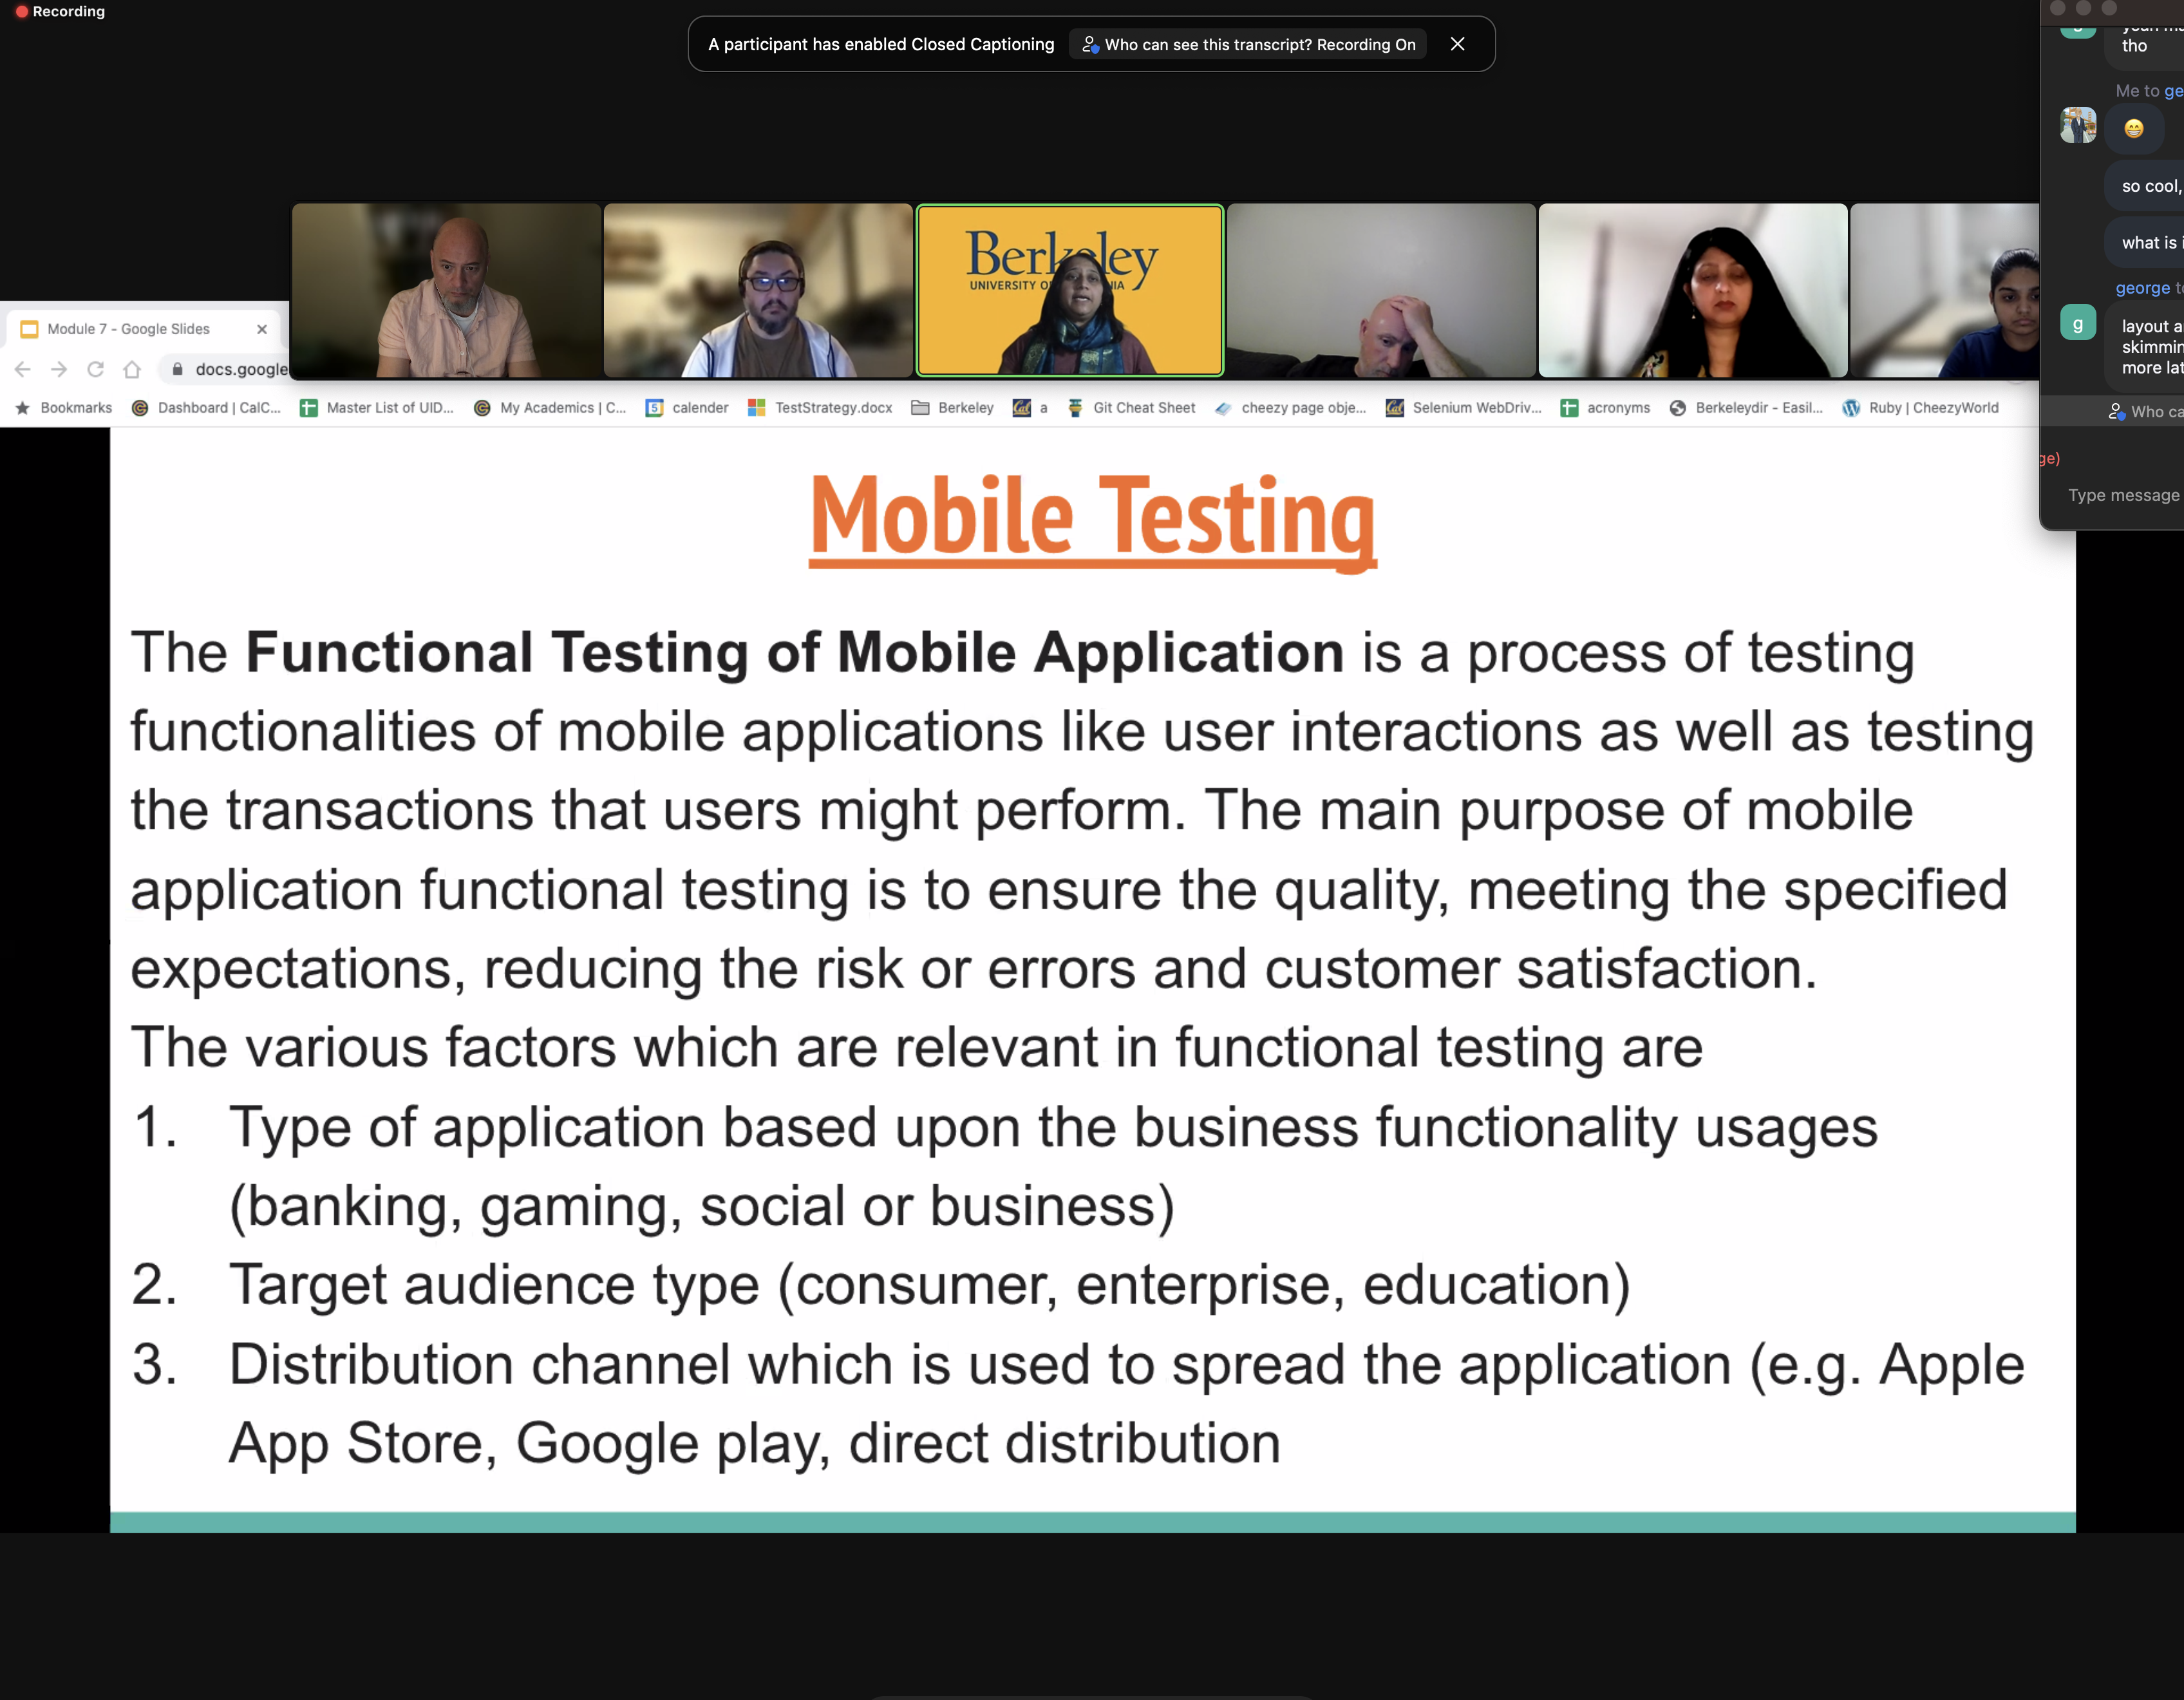 Recording
A participant has enabled Closed Captioning Who can see this transcript? Recording On
tho
Me to ge
so cool,
what is i
george t
g
layout a
skimmin
more lat
Who ca
ge)
Type message
Berkeley
UNIVERSITY O NIA
Module 7 - Google Slides
docs.google
Bookmarks Dashboard | CalC... Master List of UID... My Academics | C... 5 calender TestStrategy.docx Berkeley Cal a Git Cheat Sheet cheezy page obje... Cal Selenium WebDriv... acronyms Berkeleydir - Easil... Ruby | CheezyWorld
Mobile Testing
The Functional Testing of Mobile Application is a process of testing
functionalities of mobile applications like user interactions as well as testing
the transactions that users might perform. The main purpose of mobile
application functional testing is to ensure the quality, meeting the specified
expectations, reducing the risk or errors and customer satisfaction.
The various factors which are relevant in functional testing are
1. Type of application based upon the business functionality usages
(banking, gaming, social or business)
2. Target audience type (consumer, enterprise, education)
3. Distribution channel which is used to spread the application (e.g. Apple
App Store, Google play, direct distribution